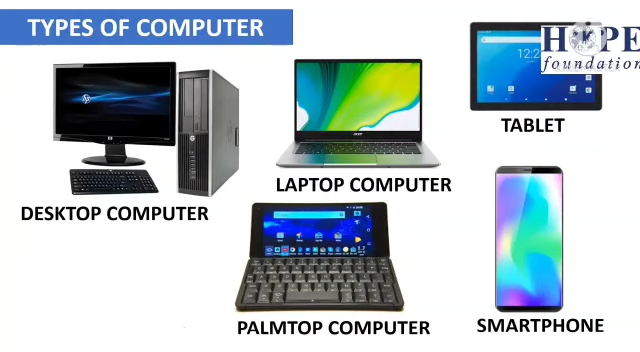 TYPES OF COMPUTER
HOPE
foundation
TABLET
LAPTOP COMPUTER
DESKTOP COMPUTER
PALMTOP COMPUTER
SMARTPHONE